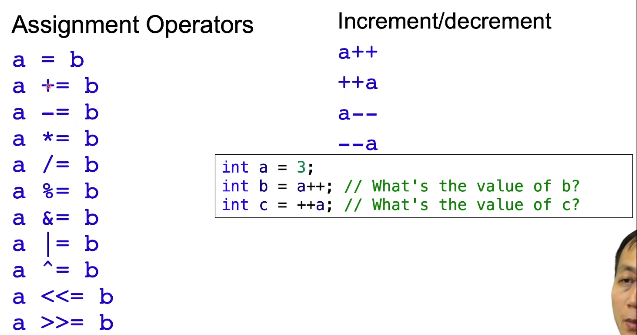 Assignment Operators
a = b
a += b
a -= b
a *= b
a /= b
a %= b
a &= b
a |= b
a ^= b
a <<= b
a >>= b
Increment/decrement
a++
++a
a--
--a
int a = 3;
int b = a++; // What's the value of b?
int c = ++a; // What's the value of c?